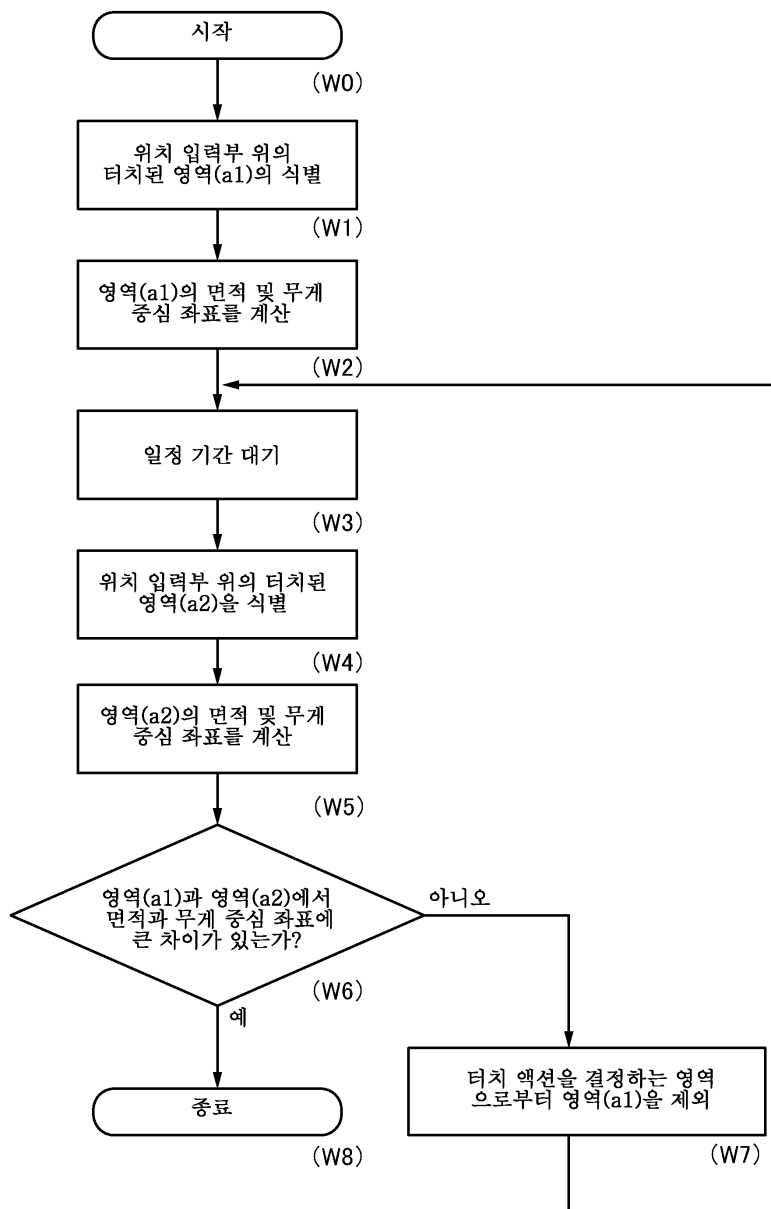 시작
(W0)
위치 입력부 위의
터치된 영역(a1)의 식별
(W1)
영역(a1)의 면적 및 무게
중심 좌표를 계산
(W2)
일정 기간 대기
(W3)
위치 입력부 위의 터치된
영역(a2)을 식별
(W4)
영역(a2)의 면적 및 무게
중심 좌표를 계산
(W5)
영역(a1)과 영역(a2)에서
면적과 무게 중심 좌표에
큰 차이가 있는가?
아니오
(W6)
예
터치 액션을 결정하는 영역
으로부터 영역(a1)을 제외
(W7)
종료
(W8)